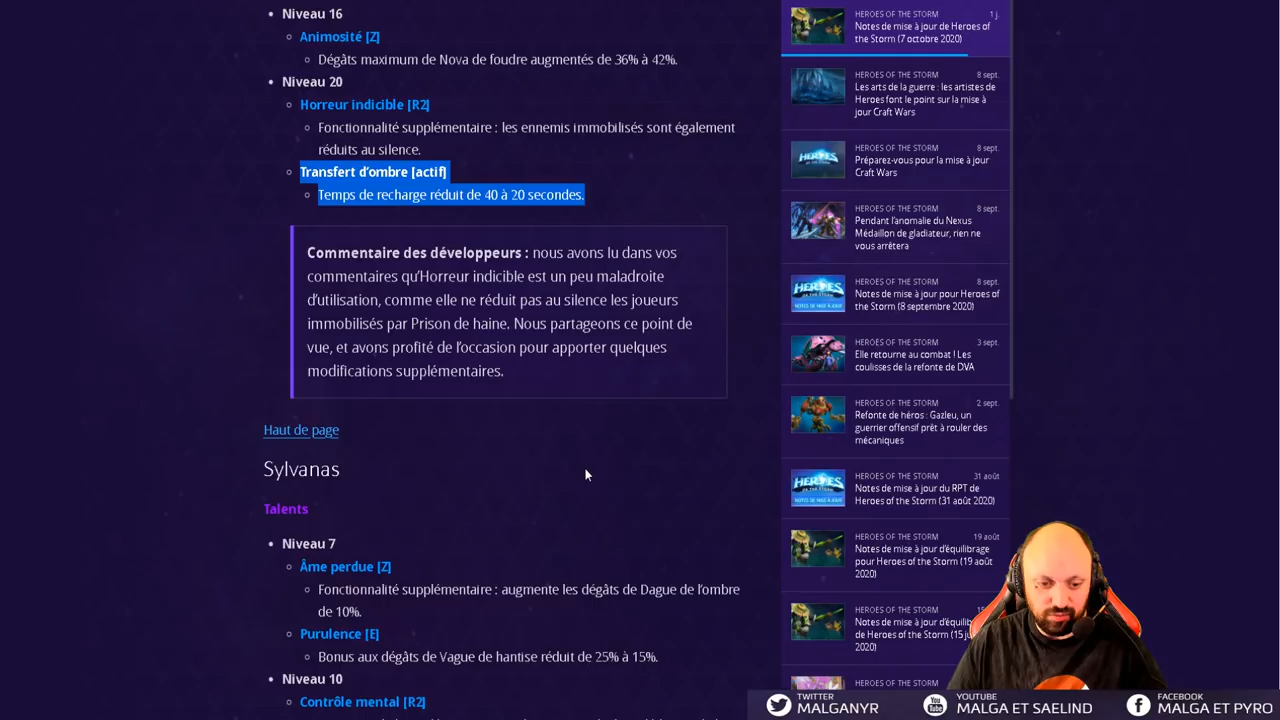 Niveau 16
Animosité [Z]
Dégâts maximum de Nova de foudre augmentés de 36% à 42%.
Niveau 20
Horreur indicible [R2]
Fonctionnalité supplémentaire : les ennemis immobilisés sont également
réduits au silence.
Transfert d’ombre [actif]
Temps de recharge réduit de 40 à 20 secondes.
Commentaire des développeurs : nous avons lu dans vos
commentaires qu’Horreur indicible est un peu maladroite
d’utilisation, comme elle ne réduit pas au silence les joueurs
immobilisés par Prison de haine. Nous partageons ce point de
vue, et avons profité de l’occasion pour apporter quelques
modifications supplémentaires.
Haut de page
Sylvanas
Talents
Niveau 7
Âme perdue [Z]
Fonctionnalité supplémentaire : augmente les dégâts de Dague de l’ombre
de 10%.
Purulence [E]
Bonus aux dégâts de Vague de hantise réduit de 25% à 15%.
Niveau 10
Contrôle mental [R2]
HEROES OF THE STORM 1 j.
Notes de mise à jour de Heroes of
the Storm (7 octobre 2020)
HEROES OF THE STORM 8 sept.
Les arts de la guerre : les artistes de
Heroes font le point sur la mise à
jour Craft Wars
HEROES OF THE STORM 8 sept.
Préparez-vous pour la mise à jour
Craft Wars
HEROES OF THE STORM 8 sept.
Pendant l’anomalie du Nexus
Médaillon de gladiateur, rien ne
vous arrêtera
HEROES OF THE STORM 8 sept.
Notes de mise à jour pour Heroes of
the Storm (8 septembre 2020)
HEROES OF THE STORM 3 sept.
Elle retourne au combat ! Les
coulisses de la refonte de D.VA
HEROES OF THE STORM 2 sept.
Refonte de héros : Gazleu, un
guerrier offensif prêt à rouler des
mécaniques
HEROES OF THE STORM 31 août
Notes de mise à jour du RPT de
Heroes of the Storm (31 août 2020)
HEROES OF THE STORM 19 août
Notes de mise à jour d’équilibrage
pour Heroes of the Storm (19 août
2020)
HEROES OF THE STORM
Notes de mise à jour
de Heroes of the Storm
2020)
HEROES OF THE STORM
TWITTER
MALGANYR
YOUTUBE
MALGA ET SAELIND
FACEBOOK
MALGA ET PYRO